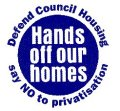 Defend Council Housing
Hands
off our
homes
say NO to privatisation